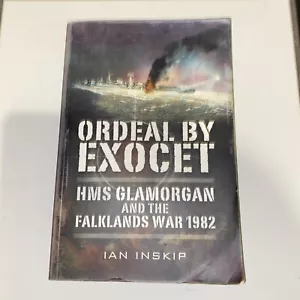 ORDEAL BY
EXOCET
HMS GLAMORGAN
AND THE
FALKLANDS WAR 1982
IAN INSKIP